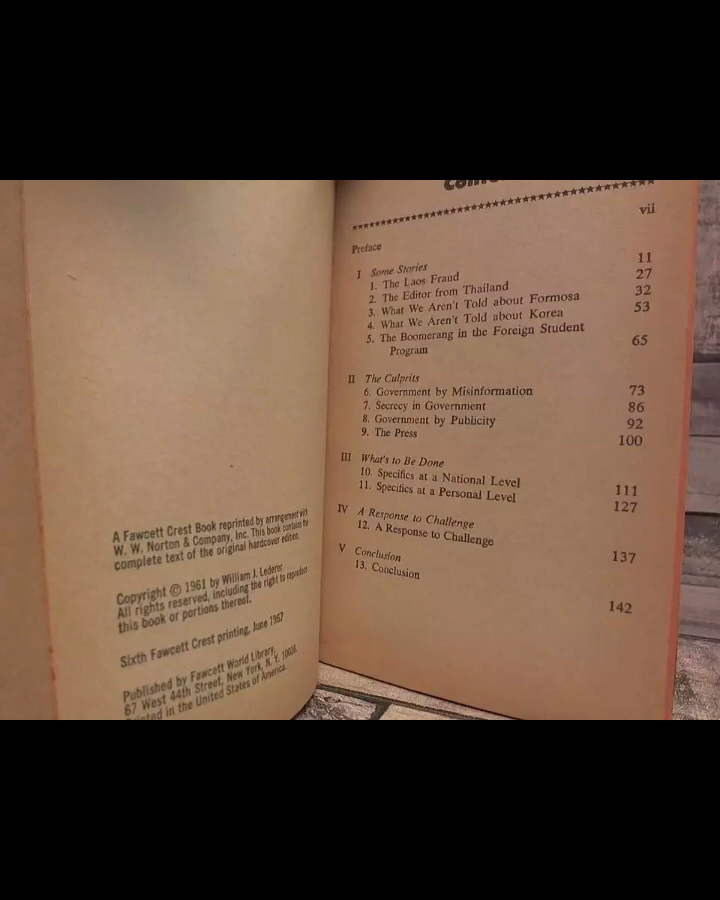 A Fawcett Crest Book reprinted by arrangement with
W. W. Norton & Company, Inc. This book contains the
complete text of the original hardcover edition.
Copyright © 1961 by William J. Lederer
All rights reserved, including the right to reproduce
this book or portions thereof.
Sixth Fawcett Crest printing, June 1967
Published by Fawcett World Library,
67 West 44th Street, New York, N. Y. 10036.
Printed in the United States of America.
Preface vii
I Some Stories
1. The Laos Fraud 11
2. The Editor from Thailand 27
3. What We Aren't Told about Formosa 32
4. What We Aren't Told about Korea 53
5. The Boomerang in the Foreign Student
Program 65
II The Culprits
6. Government by Misinformation 73
7. Secrecy in Government 86
8. Government by Publicity 92
9. The Press 100
III What's to Be Done
10. Specifics at a National Level 111
11. Specifics at a Personal Level 127
IV A Response to Challenge
12. A Response to Challenge 137
V Conclusion
13. Conclusion 142